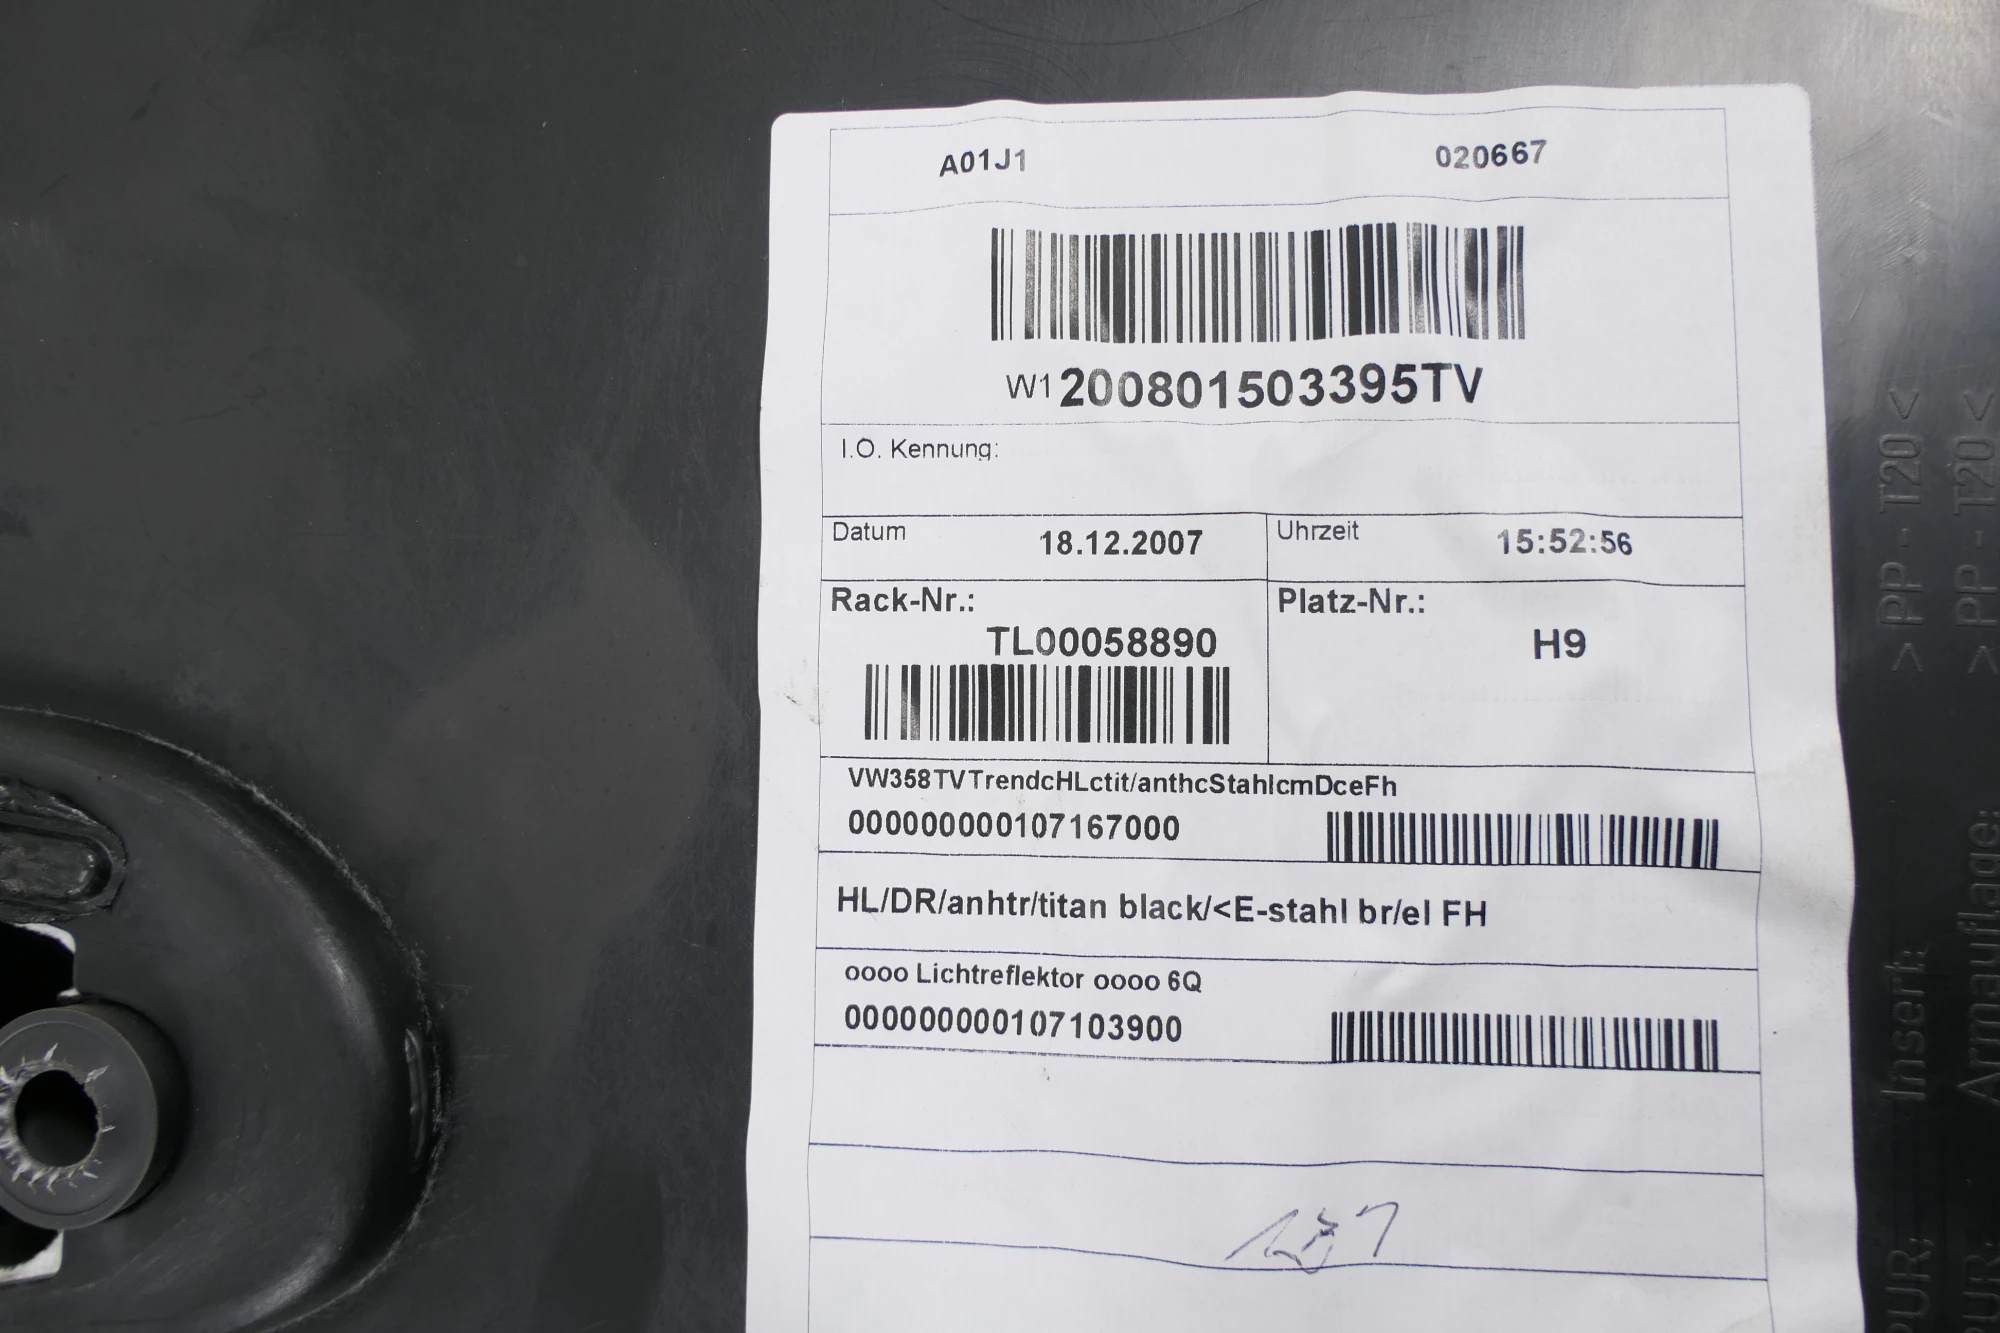 A01J1 020667
W1200801503395TV
I.O. Kennung:
Datum 18.12.2007 Uhrzeit 15:52:56
Rack-Nr.: Platz-Nr.:
TL00058890 H9
VW358TVTrendcHLctit/anthcStahlcmDceFh
000000000107167000
HL/DR/anhtr/titan black/<E-stahl br/el FH
oooo Lichtreflektor oooo 6Q
000000000107103900
>PP - T20<
>PP - T20<
Insert:
Armauflage:
PUR;